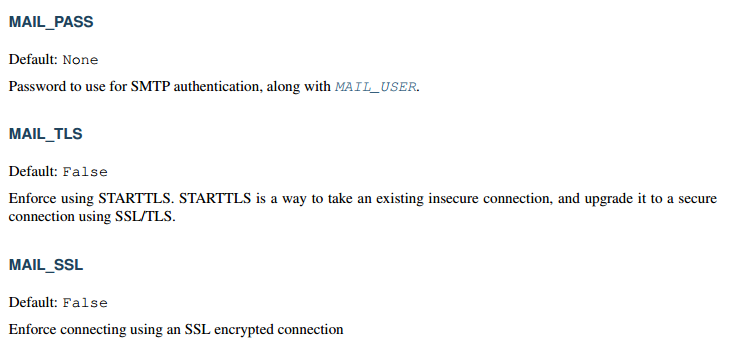 MAIL_PASS
Default: None
Password to use for SMTP authentication, along with MAIL_USER.
MAIL_TLS
Default: False
Enforce using STARTTLS. STARTTLS is a way to take an existing insecure connection, and upgrade it to a secure
connection using SSL/TLS.
MAIL_SSL
Default: False
Enforce connecting using an SSL encrypted connection